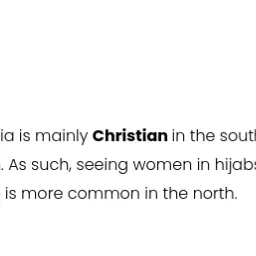 ia is mainly Christian in the south
. As such, seeing women in hijabs
is more common in the north.